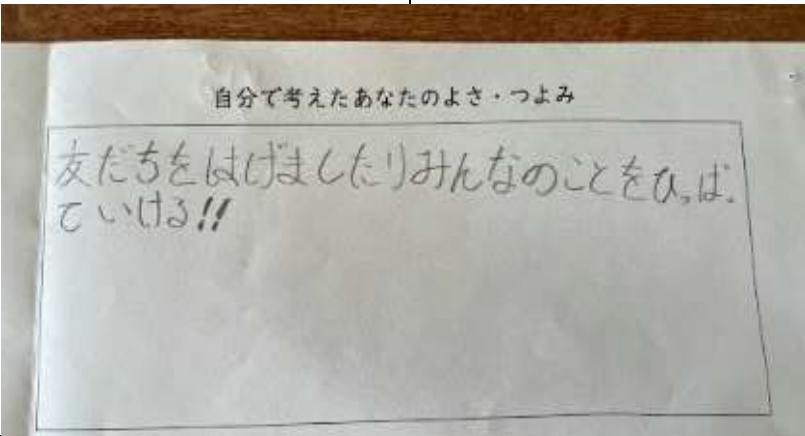 自分で考えたあなたのよさ・つよみ
友だちをはげましたりみんなのことをひっぱっ
ていける!!